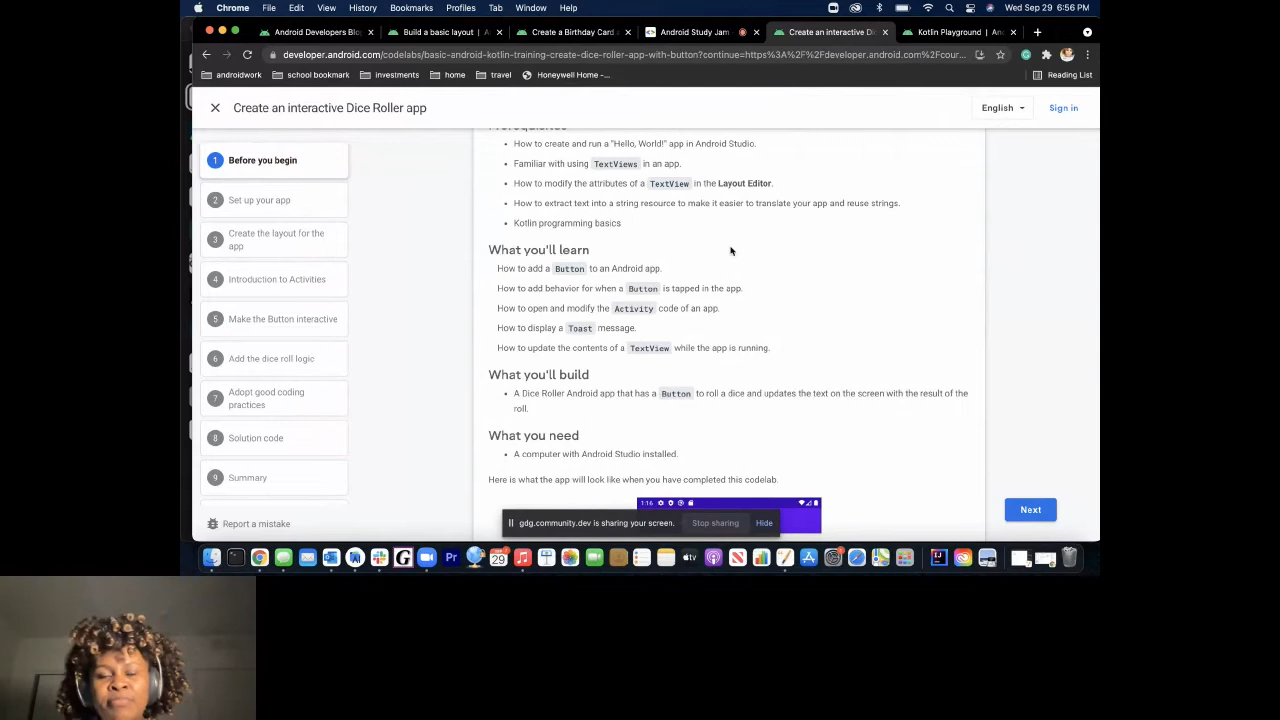 Chrome File Edit View History Bookmarks Profiles Tab Window Help Wed Sep 29 6:56 PM
Android Developers Blog Build a basic layout | A Create a Birthday Card a Android Study Jam Create an interactive Di Kotlin Playground | And
developer.android.com/codelabs/basic-android-kotlin-training-create-dice-roller-app-with-button?continue=https%3A%2F%2Fdeveloper.android.com%2Fcour...
androidwork school bookmark investments home travel Honeywell Home -... Reading List
Create an interactive Dice Roller app English Sign in
Prerequisites
How to create and run a "Hello, World!" app in Android Studio.
Familiar with using TextViews in an app.
How to modify the attributes of a TextView in the Layout Editor.
How to extract text into a string resource to make it easier to translate your app and reuse strings.
Kotlin programming basics
What you'll learn
How to add a Button to an Android app.
How to add behavior for when a Button is tapped in the app.
How to open and modify the Activity code of an app.
How to display a Toast message.
How to update the contents of a TextView while the app is running.
What you'll build
A Dice Roller Android app that has a Button to roll a dice and updates the text on the screen with the result of the
roll.
What you need
A computer with Android Studio installed.
Here is what the app will look like when you have completed this codelab.
1:16
1 Before you begin
2 Set up your app
3 Create the layout for the
app
4 Introduction to Activities
5 Make the Button interactive
6 Add the dice roll logic
7 Adopt good coding
practices
8 Solution code
9 Summary
Report a mistake
Next
gdg.community.dev is sharing your screen. Stop sharing Hide